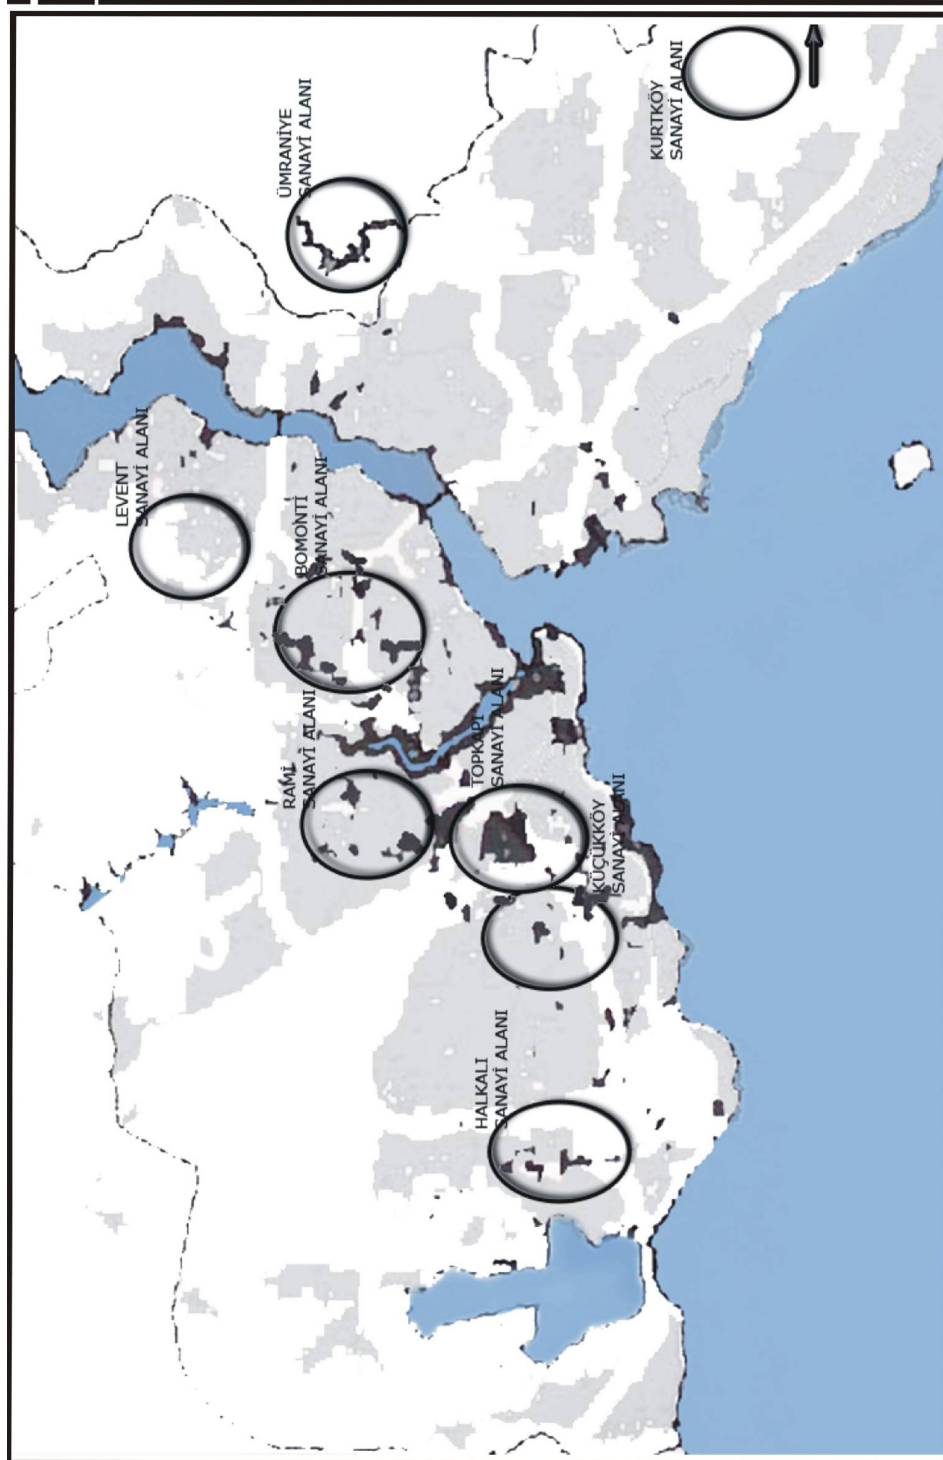 KURTKÖY
SANAYİ ALANI
ÜMRANİYE
SANAYİ ALANI
LEVENT
SANAYİ ALANI
BOMONTİ
SANAYİ ALANI
RAMİ
SANAYİ ALANI
TOPKAPI
SANAYİ ALANI
KÜÇÜKKÖY
SANAYİ ALANI
HALKALI
SANAYİ ALANI